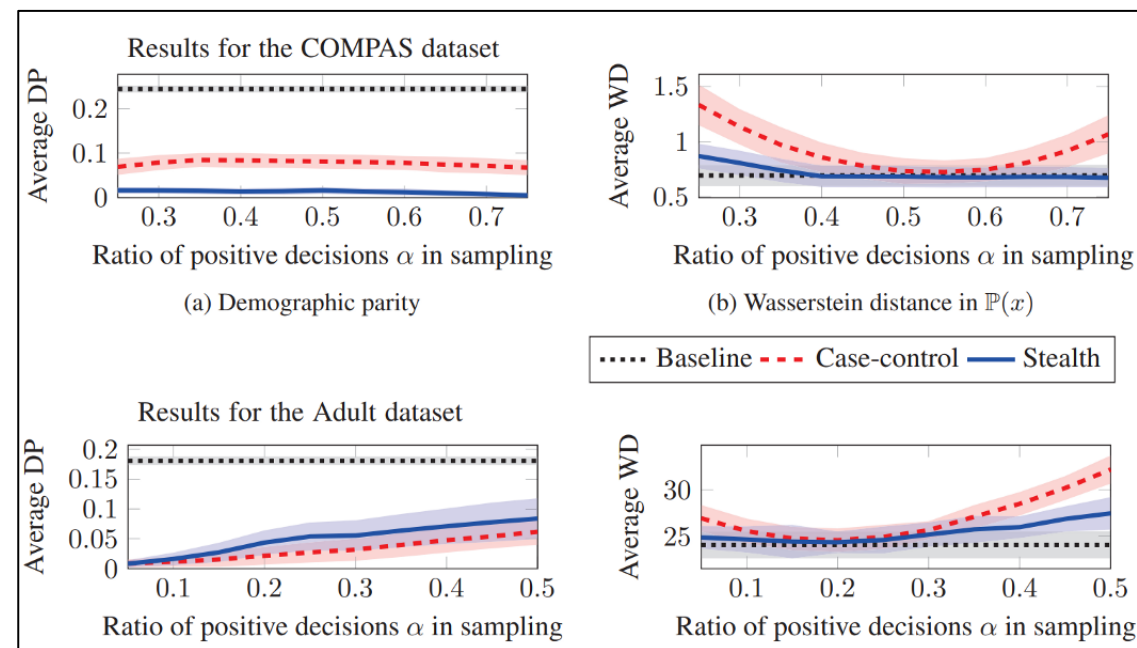 Results for the COMPAS dataset
Average DP
0.2
0.1
0
0.3 0.4 0.5 0.6 0.7
Ratio of positive decisions α in sampling
(a) Demographic parity
Average WD
1.5
1
0.5
0.3 0.4 0.5 0.6 0.7
Ratio of positive decisions α in sampling
(b) Wasserstein distance in ℙ(x)
Baseline Case-control Stealth
Results for the Adult dataset
Average DP
0.2
0.15
0.1
0.05
0
0.1 0.2 0.3 0.4 0.5
Ratio of positive decisions α in sampling
Average WD
30
25
0.1 0.2 0.3 0.4 0.5
Ratio of positive decisions α in sampling